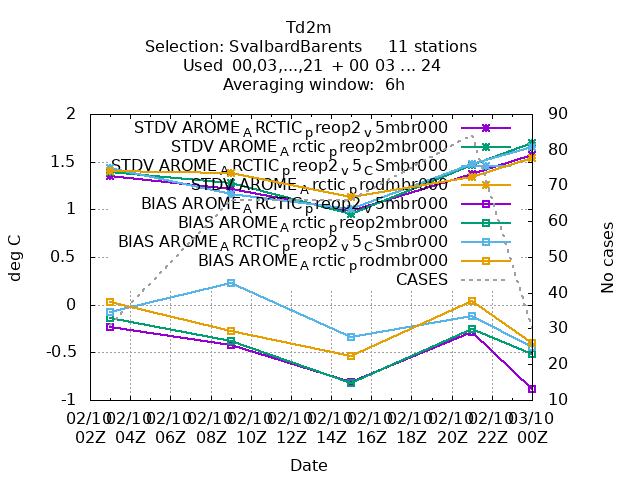 Td2m
Selection: SvalbardBarents 11 stations
Used 00,03,...,21 + 00 03 ... 24
Averaging window: 6h
2
1.5
1
0.5
0
-0.5
-1
90
80
70
60
50
40
30
20
10
deg C
No cases
STDV AROME_ARCTIC_preop2_v5mbr000
STDV AROME_Arctic_preop2mbr000
STDV AROME_ARCTIC_preop2_v5_CSmbr000
STDV AROME_Arctic_prodmbr000
BIAS AROME_ARCTIC_preop2_v5mbr000
BIAS AROME_Arctic_preop2mbr000
BIAS AROME_ARCTIC_preop2_v5_CSmbr000
BIAS AROME_Arctic_prodmbr000
CASES
02/10 02/10 02/10 02/10 02/10 02/10 02/10 02/10 02/10 02/10 02/10 03/10
02Z 04Z 06Z 08Z 10Z 12Z 14Z 16Z 18Z 20Z 22Z 00Z
Date